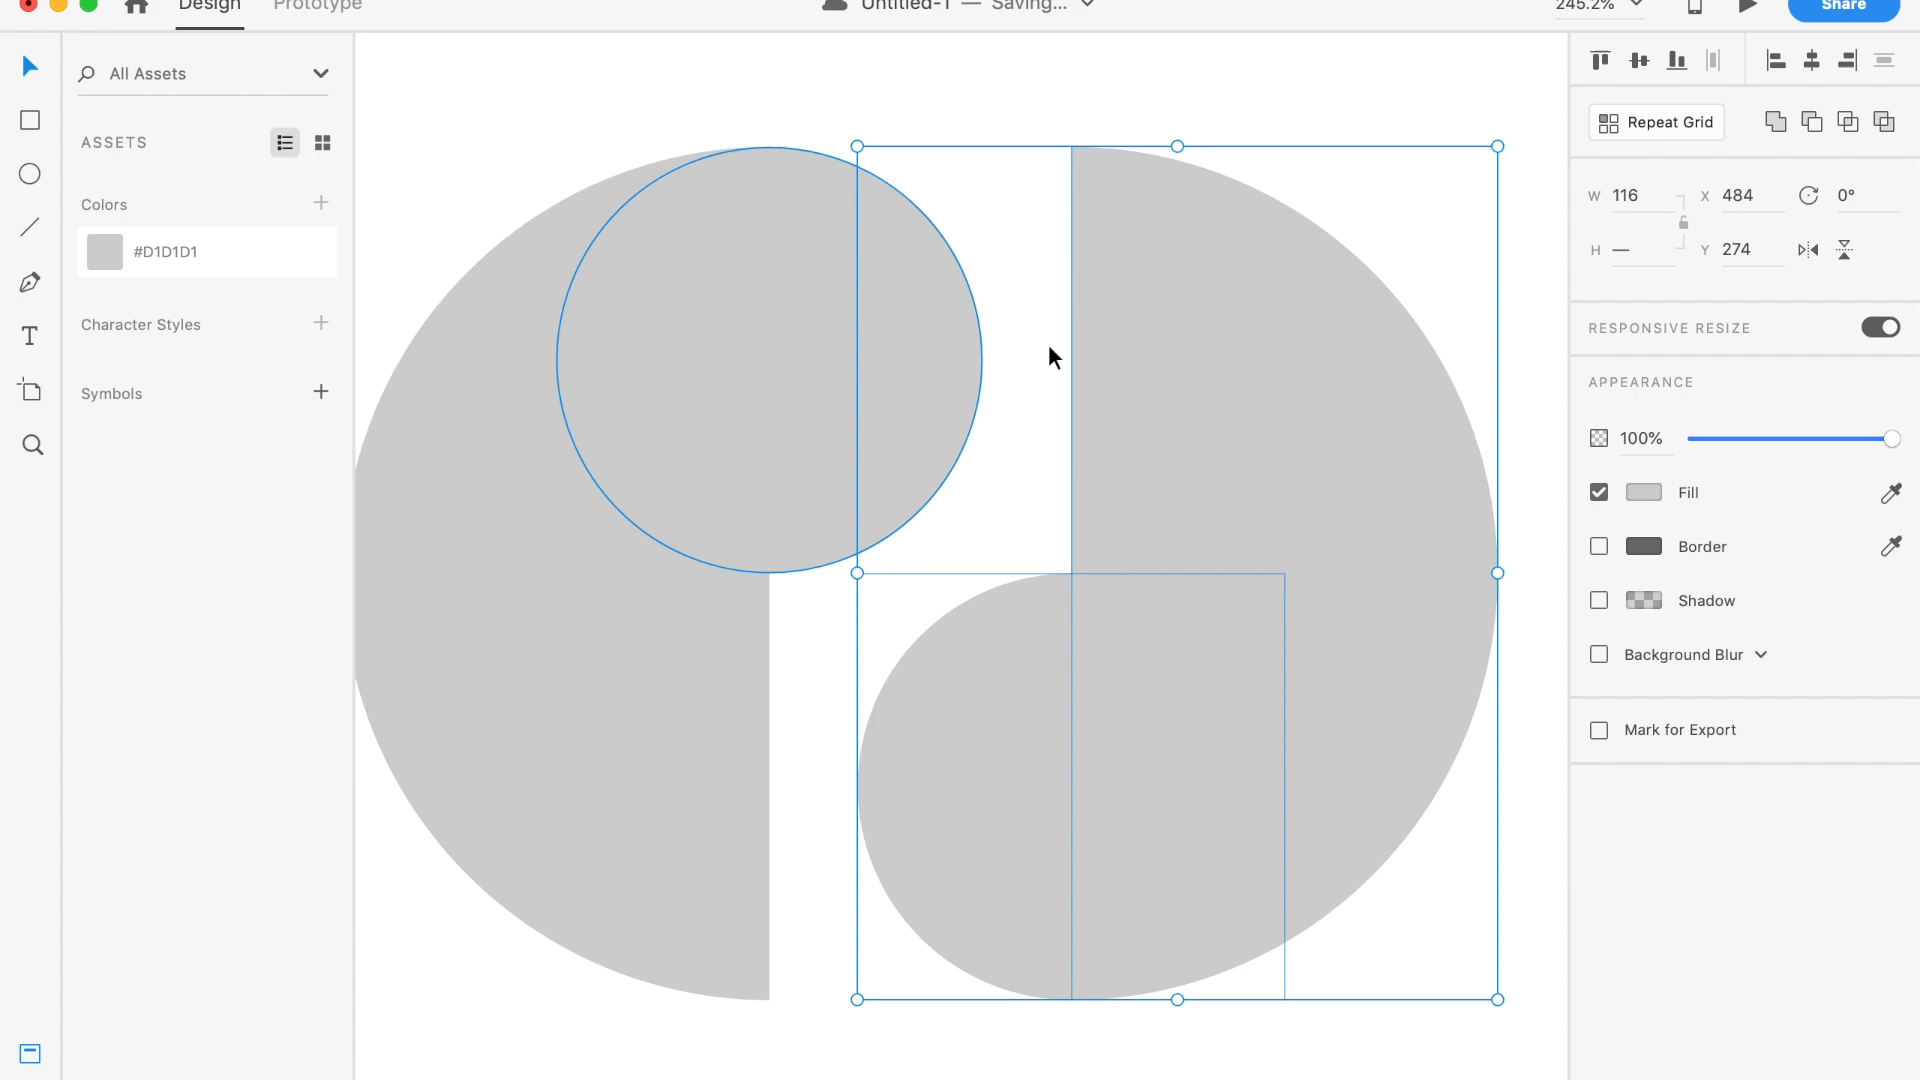 Design Prototype Untitled-1 — Saving... 245.2% Share
All Assets
ASSETS
Colors
#D1D1D1
Character Styles
Symbols
Repeat Grid
W 116 X 484 0°
H — Y 274
RESPONSIVE RESIZE
APPEARANCE
100%
Fill
Border
Shadow
Background Blur
Mark for Export